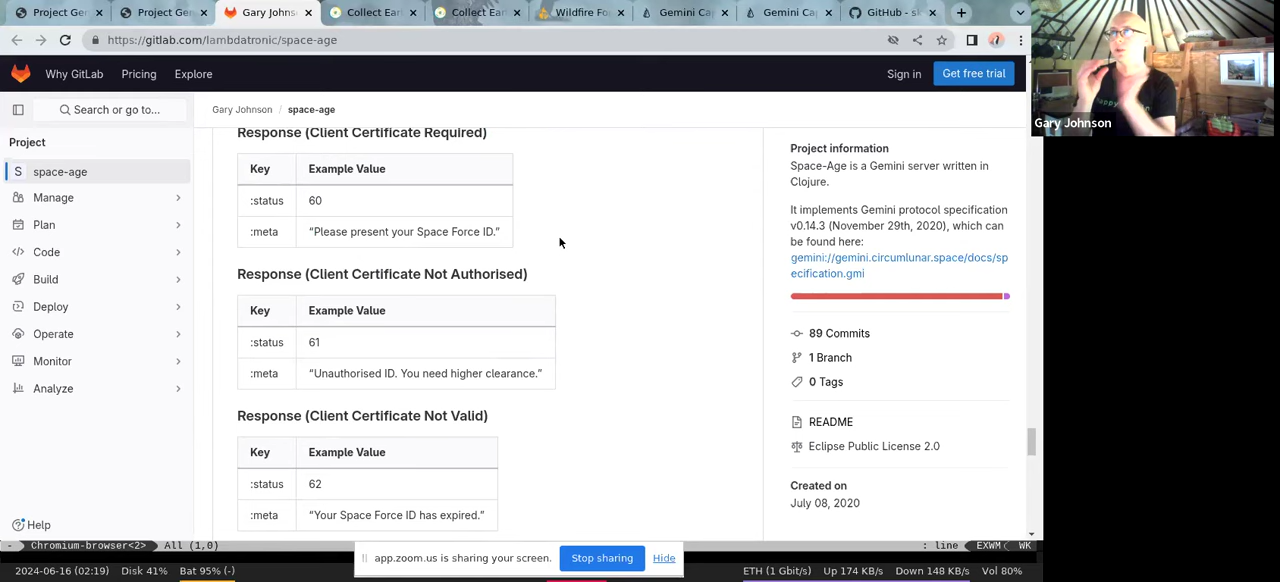 Project Ge
Project Ge
Gary Johns
Collect Ear
Collect Ear
Wildfire Fo
Gemini Ca
Gemini Ca
GitHub - sk
https://gitlab.com/lambdatronic/space-age
Why GitLab
Pricing
Explore
Sign in
Get free trial
Search or go to...
Gary Johnson / space-age
Project
S space-age
Manage
Plan
Code
Build
Deploy
Operate
Monitor
Analyze
Help
Response (Client Certificate Required)
Key Example Value
:status 60
:meta “Please present your Space Force ID.”
Response (Client Certificate Not Authorised)
Key Example Value
:status 61
:meta “Unauthorised ID. You need higher clearance.”
Response (Client Certificate Not Valid)
Key Example Value
:status 62
:meta “Your Space Force ID has expired.”
Project information
Space-Age is a Gemini server written in
Clojure.
It implements Gemini protocol specification
v0.14.3 (November 29th, 2020), which can
be found here:
gemini://gemini.circumlunar.space/docs/sp
ecification.gmi
89 Commits
1 Branch
0 Tags
README
Eclipse Public License 2.0
Created on
July 08, 2020
Gary Johnson
- Chromium-browser<2> All (1,0) : line EXWM WK
app.zoom.us is sharing your screen. Stop sharing Hide
2024-06-16 (02:19) Disk 41% Bat 95% (-) ETH (1 Gbit/s) Up 174 KB/s Down 148 KB/s Vol 80%